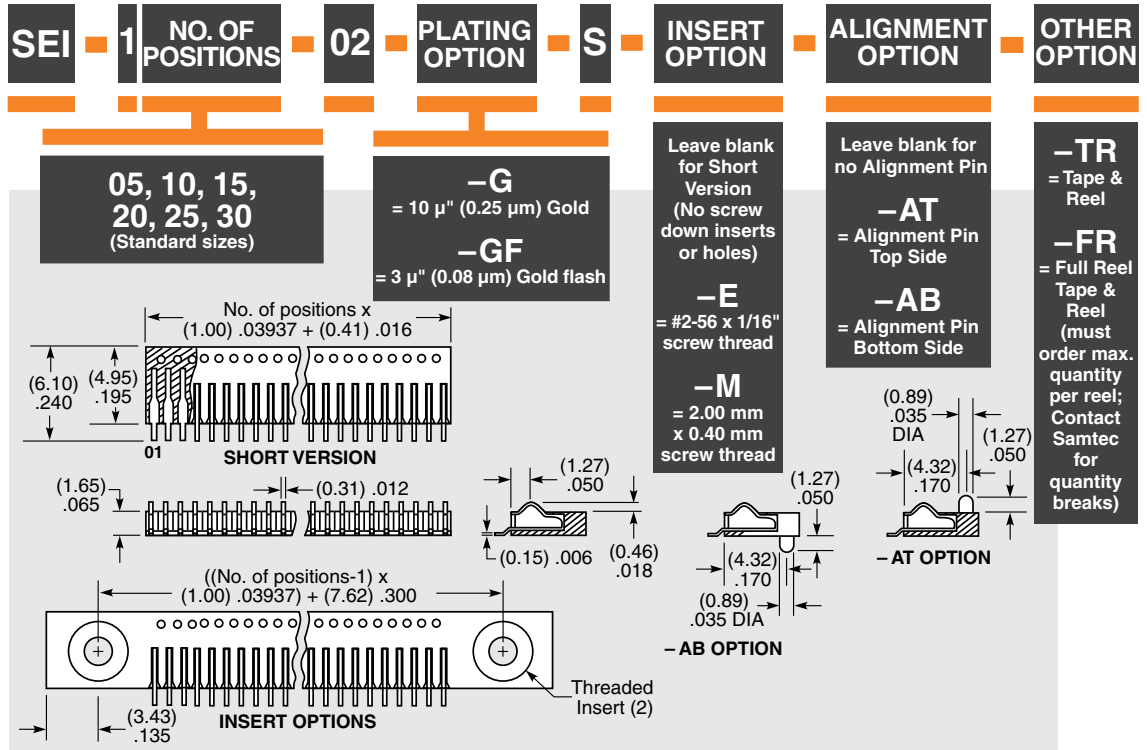 SEI
1
NO. OF
POSITIONS
02
PLATING
OPTION
S
INSERT
OPTION
ALIGNMENT
OPTION
OTHER
OPTION
05, 10, 15,
20, 25, 30
(Standard sizes)
–G
= 10 µ" (0.25 µm) Gold
–GF
= 3 µ" (0.08 µm) Gold flash
Leave blank
for Short
Version
(No screw
down inserts
or holes)
–E
= #2-56 x 1/16"
screw thread
–M
= 2.00 mm
x 0.40 mm
screw thread
Leave blank for
no Alignment Pin
–AT
= Alignment Pin
Top Side
–AB
= Alignment Pin
Bottom Side
–TR
= Tape &
Reel
–FR
= Full Reel
Tape &
Reel
(must
order max.
quantity
per reel;
Contact
Samtec
for
quantity
breaks)
No. of positions x
(1.00) .03937 + (0.41) .016
(6.10)
.240
(4.95)
.195
01
SHORT VERSION
(1.65)
.065
(0.31) .012
(1.27)
.050
(0.15) .006
(0.46)
.018
(1.27)
.050
(4.32)
.170
(0.89)
.035 DIA
– AB OPTION
(0.89)
.035
DIA
(1.27)
.050
(4.32)
.170
– AT OPTION
((No. of positions-1) x
(1.00) .03937) + (7.62) .300
Threaded
Insert (2)
(3.43)
.135
INSERT OPTIONS